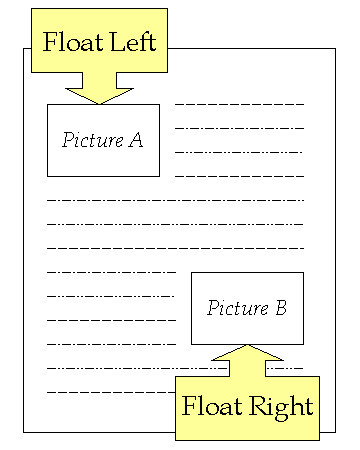 Float Left
Picture A
Picture B
Float Right